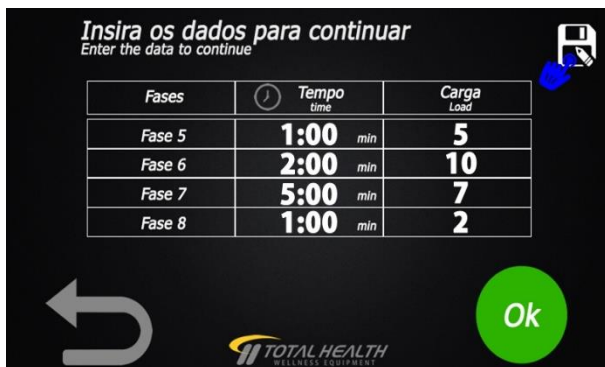 Insira os dados para continuar
Enter the data to continue
Fases Tempo Carga
time Load
Fase 5 1:00 min 5
Fase 6 2:00 min 10
Fase 7 5:00 min 7
Fase 8 1:00 min 2
Ok
TOTAL HEALTH
WELLNESS EQUIPMENT